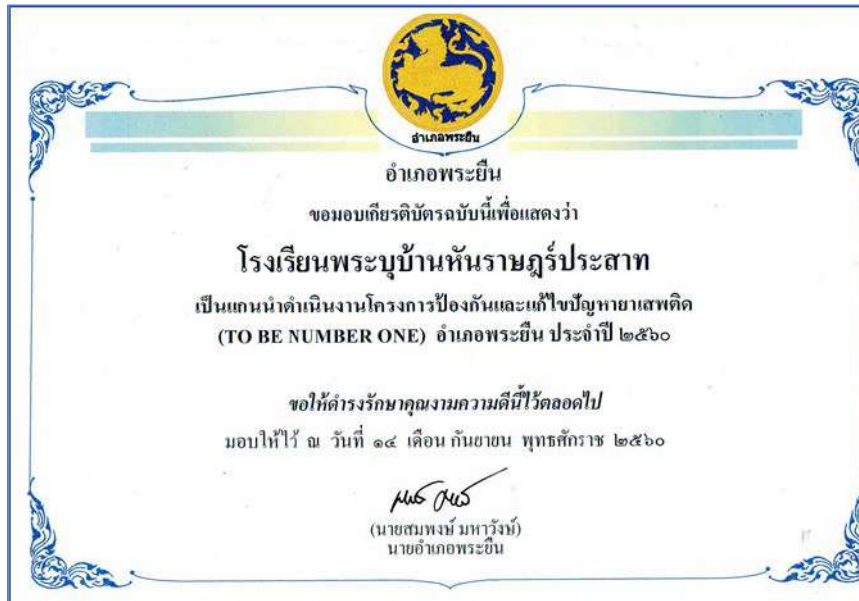 อำเภอพระยืน
อำเภอพระยืน
ขอมอบเกียรติบัตรฉบับนี้เพื่อแสดงว่า
โรงเรียนพระบุบ้านหันราษฎร์ประสาท
เป็นแกนนำดำเนินงานโครงการป้องกันและแก้ไขปัญหายาเสพติด
(TO BE NUMBER ONE) อำเภอพระยืน ประจำปี ๒๕๖๐
ขอให้ดำรงรักษาคุณงามความดีนี้ไว้ตลอดไป
มอบให้ไว้ ณ วันที่ ๑๔ เดือน กันยายน พุทธศักราช ๒๕๖๐
(นายสมพงษ์ มหาวังษ์)
นายอำเภอพระยืน